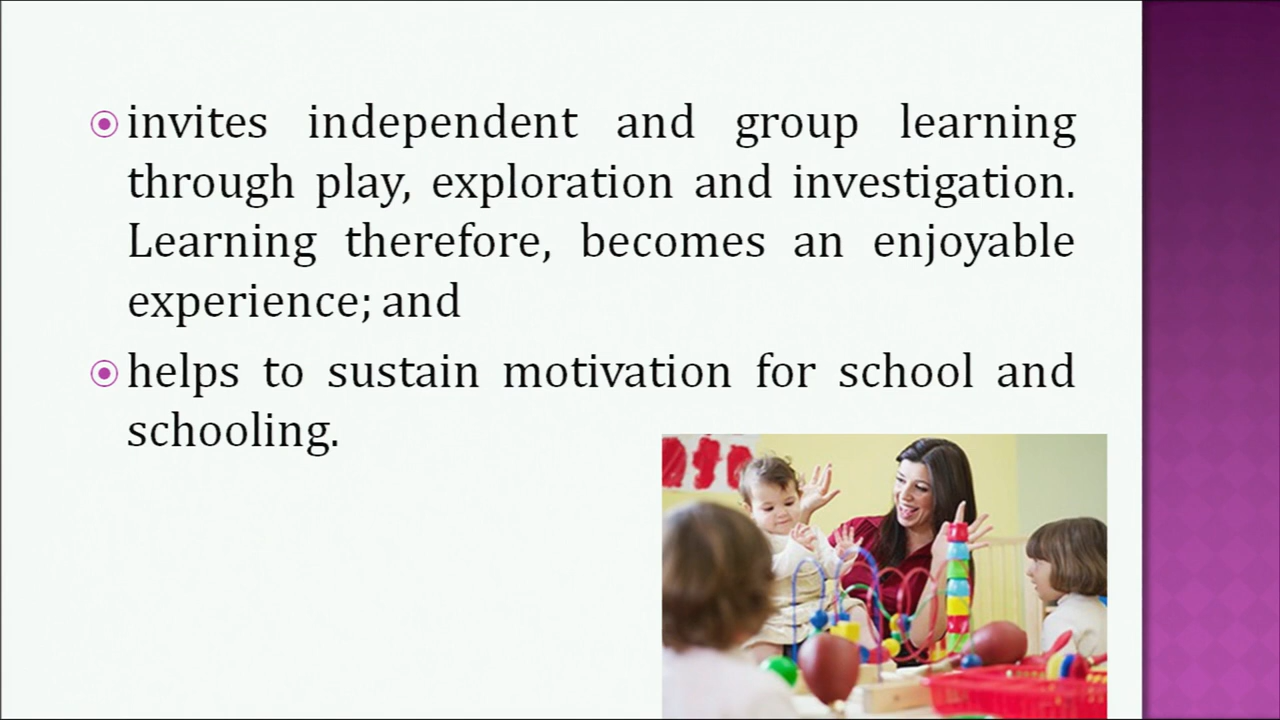 invites independent and group learning
through play, exploration and investigation.
Learning therefore, becomes an enjoyable
experience; and
helps to sustain motivation for school and
schooling.